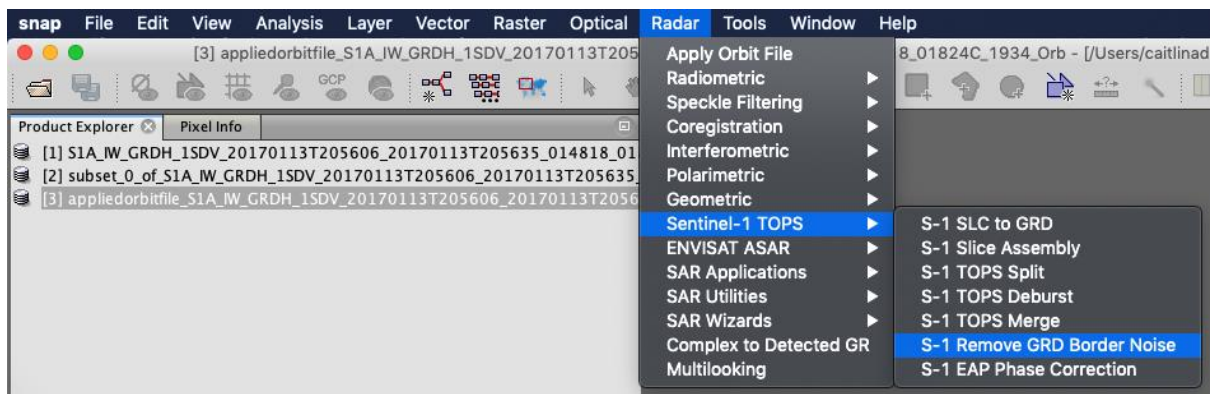 snap File Edit View Analysis Layer Vector Raster Optical Radar Tools Window Help
[3] appliedorbitfile_S1A_IW_GRDH_1SDV_20170113T205
8_01824C_1934_Orb - [/Users/caitlinad
GCP
Product Explorer Pixel Info
[1] S1A_IW_GRDH_1SDV_20170113T205606_20170113T205635_014818_01
[2] subset_0_of_S1A_IW_GRDH_1SDV_20170113T205606_20170113T205635_
[3] appliedorbitfile_S1A_IW_GRDH_1SDV_20170113T205606_20170113T2056
Apply Orbit File
Radiometric
Speckle Filtering
Coregistration
Interferometric
Polarimetric
Geometric
Sentinel-1 TOPS
ENVISAT ASAR
SAR Applications
SAR Utilities
SAR Wizards
Complex to Detected GR
Multilooking
S-1 SLC to GRD
S-1 Slice Assembly
S-1 TOPS Split
S-1 TOPS Deburst
S-1 TOPS Merge
S-1 Remove GRD Border Noise
S-1 EAP Phase Correction